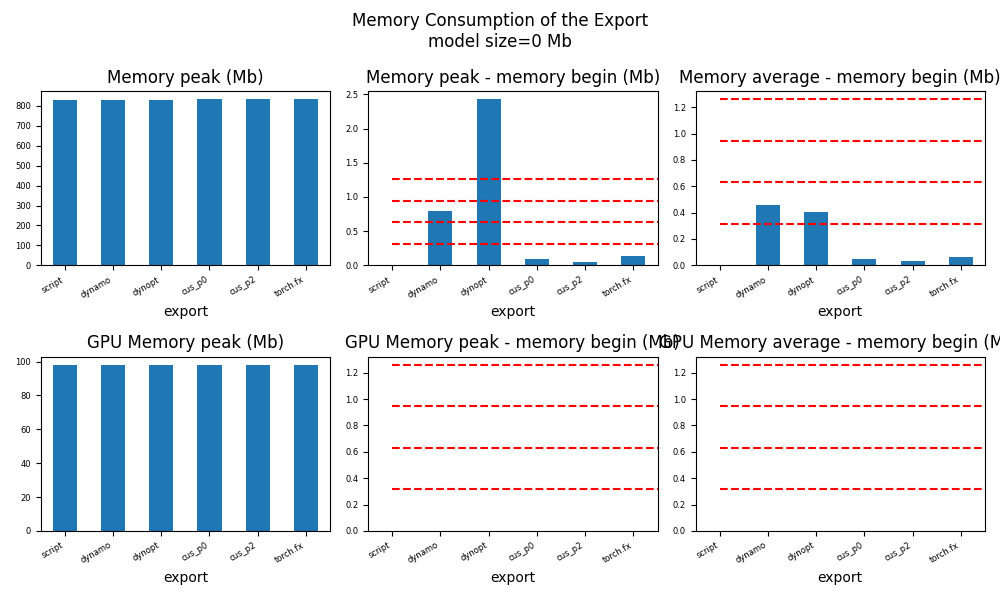 Memory Consumption of the Export
model size=0 Mb
Memory peak (Mb)
800
700
600
500
400
300
200
100
0
script
dynamo
dynopt
cus_p0
cus_p2
torch.fx
export
Memory peak - memory begin (Mb)
2.5
2.0
1.5
1.0
0.5
0.0
script
dynamo
dynopt
cus_p0
cus_p2
torch.fx
export
Memory average - memory begin (Mb)
1.2
1.0
0.8
0.6
0.4
0.2
0.0
script
dynamo
dynopt
cus_p0
cus_p2
torch.fx
export
GPU Memory peak (Mb)
100
80
60
40
20
0
script
dynamo
dynopt
cus_p0
cus_p2
torch.fx
export
GPU Memory peak - memory begin (Mb)
1.2
1.0
0.8
0.6
0.4
0.2
0.0
script
dynamo
dynopt
cus_p0
cus_p2
torch.fx
export
GPU Memory average - memory begin (M
1.2
1.0
0.8
0.6
0.4
0.2
0.0
script
dynamo
dynopt
cus_p0
cus_p2
torch.fx
export